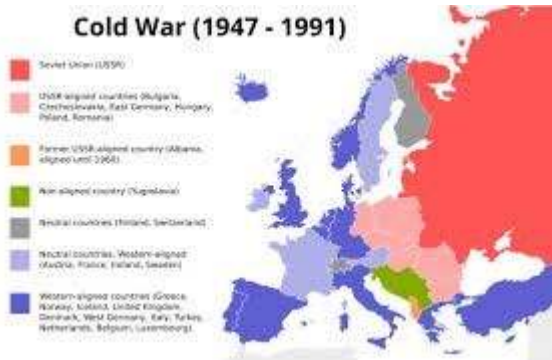 Cold War (1947 - 1991)
Soviet Union (USSR)
USSR-aligned countries (Bulgaria,
Czechoslovakia, East Germany, Hungary,
Poland, Romania)
Former USSR-aligned country (Albania,
aligned until 1960)
Non-aligned country (Yugoslavia)
Neutral countries (Finland, Switzerland)
Neutral countries, Western-aligned
(Austria, France, Ireland, Sweden)
Western-aligned countries (Greece,
Norway, Iceland, United Kingdom,
Denmark, West Germany, Italy, Turkey,
Netherlands, Belgium, Luxembourg)